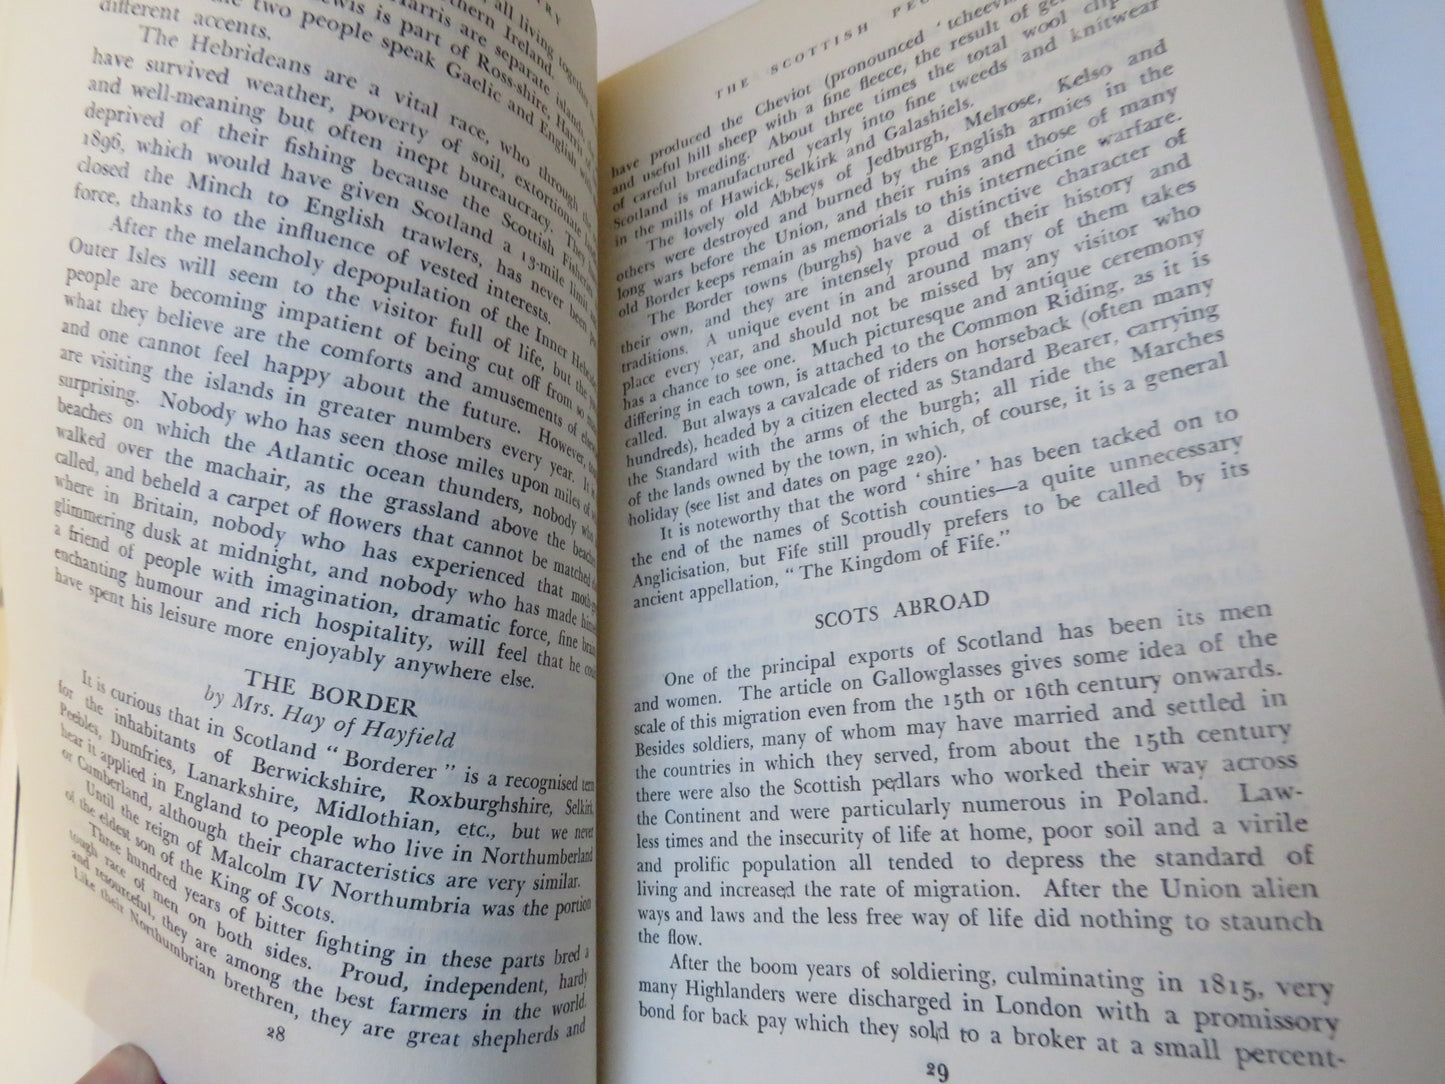 all living together
Northern Ireland.
Lewis is part of Ross-shire, Harris of
the two people speak Gaelic and English with
different accents.
The Hebrideans are a vital race, who through the
have survived weather, poverty of soil, extortionate
and well-meaning but often inept bureaucracy. They
deprived of their fishing because the Scottish Fisheries
1896, which would have given Scotland a 13-mile limit and
closed the Minch to English trawlers, has never been put
force, thanks to the influence of vested interests.
After the melancholy depopulation of the Inner Hebrides
Outer Isles will seem to the visitor full of life, but the
people are becoming impatient of being cut off from so much
what they believe are the comforts and amusements of
and one cannot feel happy about the future. However,
are visiting the islands in greater numbers every year. It is
surprising. Nobody who has seen those miles upon miles of
beaches on which the Atlantic ocean thunders, nobody who
walked over the machair, as the grassland above the beaches
called, and beheld a carpet of flowers that cannot be matched
where in Britain, nobody who has experienced that
glimmering dusk at midnight, and nobody who has made himself
a friend of people with imagination, dramatic force, fine
enchanting humour and rich hospitality, will feel that he could
have spent his leisure more enjoyably anywhere else.
THE BORDER
by Mrs. Hay of Hayfield
It is curious that in Scotland “ Borderer ” is a recognised term
for the inhabitants of Berwickshire, Roxburghshire, Selkirk,
Peebles, Dumfries, Lanarkshire, Midlothian, etc., but we never
hear it applied in England to people who live in Northumberland
or Cumberland, although their characteristics are very similar.
Until the reign of Malcolm IV Northumbria was the portion
of the eldest son of the King of Scots.
Three hundred years of bitter fighting in these parts bred a
tough race of men on both sides. Proud, independent, hardy
and resourceful, they are among the best farmers in the world.
Like their Northumbrian brethren, they are great shepherds and
28
THE SCOTTISH
have produced the Cheviot (pronounced ‘
and useful hill sheep with a fine fleece, the result of
of careful breeding. About three times the total wool clip
Scotland is manufactured yearly into fine tweeds and knitwear
in the mills of Hawick, Selkirk and Galashiels.
The lovely old Abbeys of Jedburgh, Melrose, Kelso and
others were destroyed and burned by the English armies in the
long wars before the Union, and their ruins and those of many
old Border keeps remain as memorials to this internecine warfare.
The Border towns (burghs) have a distinctive character of
their own, and they are intensely proud of their history and
traditions. A unique event in and around many of them takes
place every year, and should not be missed by any visitor who
has a chance to see one. Much picturesque and antique ceremony
differing in each town, is attached to the Common Riding, as it is
called. But always a cavalcade of riders on horseback (often many
hundreds), headed by a citizen elected as Standard Bearer, carrying
the Standard with the arms of the burgh; all ride the Marches
of the lands owned by the town, in which, of course, it is a general
holiday (see list and dates on page 220).
It is noteworthy that the word ‘ shire ’ has been tacked on to
the end of the names of Scottish counties—a quite unnecessary
Anglicisation, but Fife still proudly prefers to be called by its
ancient appellation, “ The Kingdom of Fife.”
SCOTS ABROAD
One of the principal exports of Scotland has been its men
and women. The article on Gallowglasses gives some idea of the
scale of this migration even from the 15th or 16th century onwards.
Besides soldiers, many of whom may have married and settled in
the countries in which they served, from about the 15th century
there were also the Scottish pedlars who worked their way across
the Continent and were particularly numerous in Poland. Law-
less times and the insecurity of life at home, poor soil and a virile
and prolific population all tended to depress the standard of
living and increased the rate of migration. After the Union alien
ways and laws and the less free way of life did nothing to staunch
the flow.
After the boom years of soldiering, culminating in 1815, very
many Highlanders were discharged in London with a promissory
bond for back pay which they sold to a broker at a small percent-
29